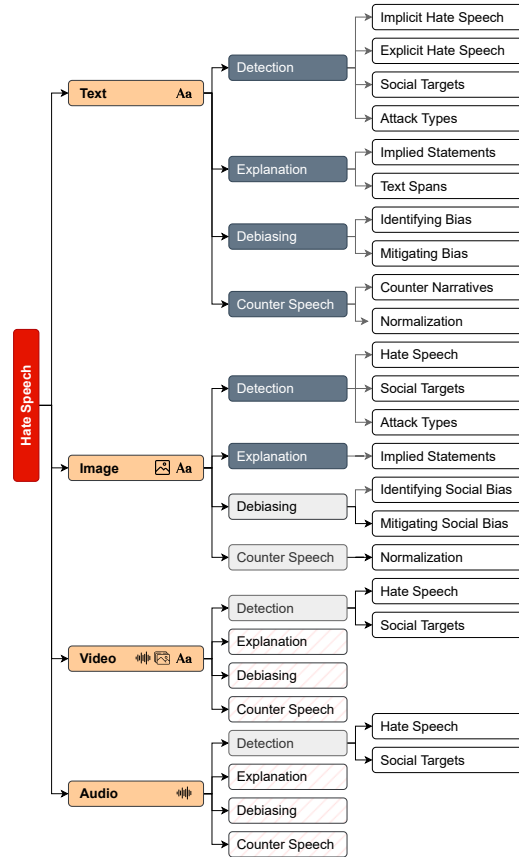 Hate Speech
Text Aa
Detection
Implicit Hate Speech
Explicit Hate Speech
Social Targets
Attack Types
Explanation
Implied Statements
Text Spans
Debiasing
Identifying Bias
Mitigating Bias
Counter Speech
Counter Narratives
Normalization
Image Aa
Detection
Hate Speech
Social Targets
Attack Types
Explanation
Implied Statements
Debiasing
Identifying Social Bias
Mitigating Social Bias
Counter Speech
Normalization
Video Aa
Detection
Hate Speech
Social Targets
Explanation
Debiasing
Counter Speech
Audio
Detection
Hate Speech
Social Targets
Explanation
Debiasing
Counter Speech